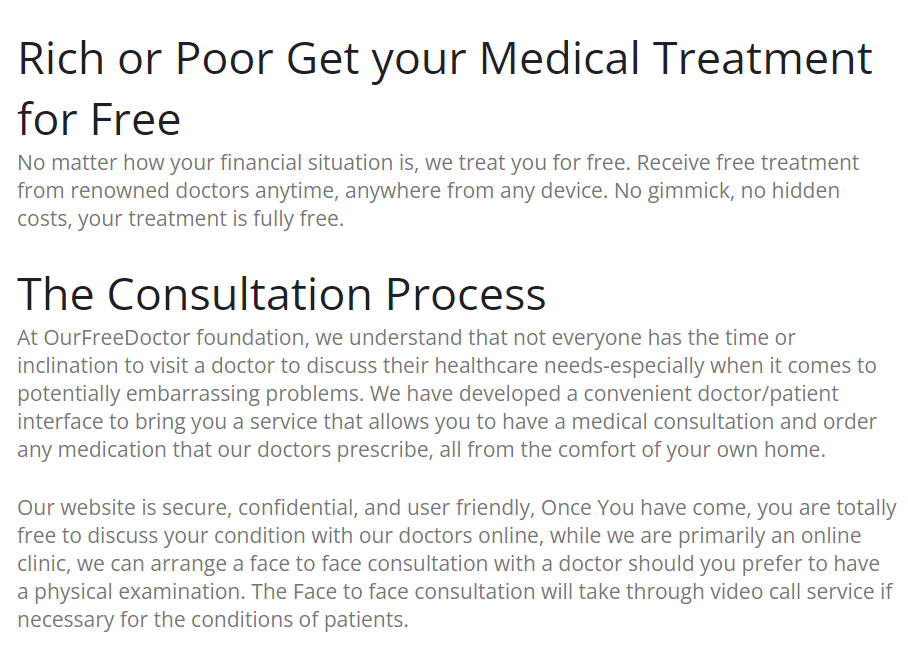 Rich or Poor Get your Medical Treatment
for Free
No matter how your financial situation is, we treat you for free. Receive free treatment
from renowned doctors anytime, anywhere from any device. No gimmick, no hidden
costs, your treatment is fully free.
The Consultation Process
At OurFreeDoctor foundation, we understand that not everyone has the time or
inclination to visit a doctor to discuss their healthcare needs-especially when it comes to
potentially embarrassing problems. We have developed a convenient doctor/patient
interface to bring you a service that allows you to have a medical consultation and order
any medication that our doctors prescribe, all from the comfort of your own home.
Our website is secure, confidential, and user friendly, Once You have come, you are totally
free to discuss your condition with our doctors online, while we are primarily an online
clinic, we can arrange a face to face consultation with a doctor should you prefer to have
a physical examination. The Face to face consultation will take through video call service if
necessary for the conditions of patients.